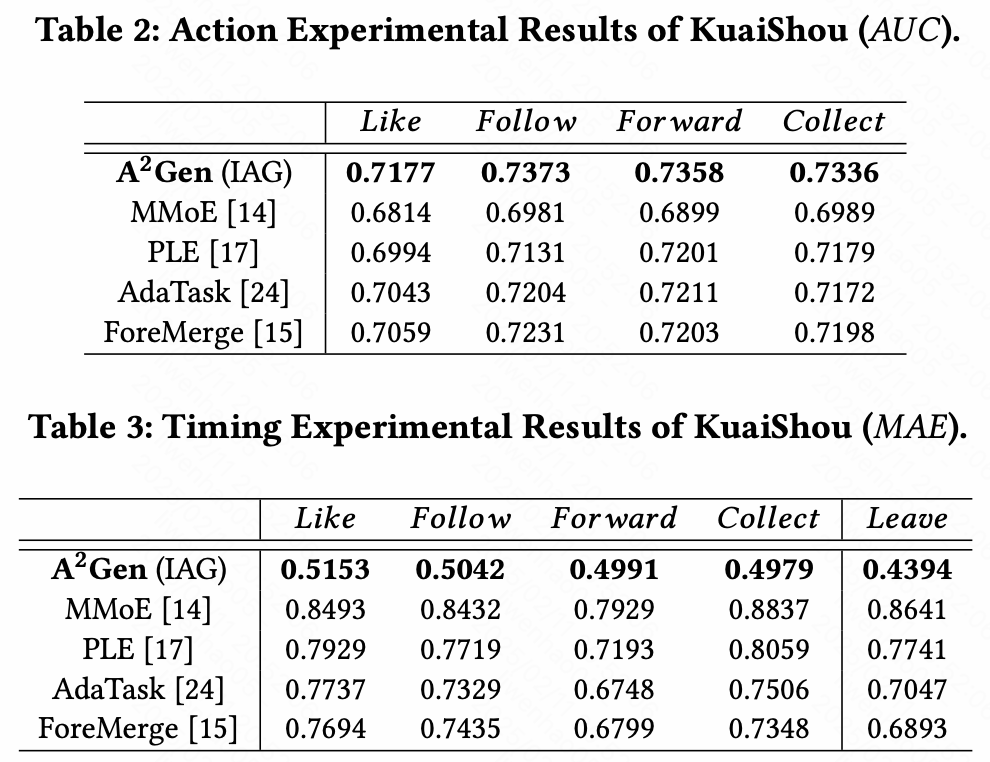 Table 2: Action Experimental Results of KuaiShou (AUC).
Like Follow Forward Collect
A²Gen (IAG) 0.7177 0.7373 0.7358 0.7336
MMoE [14] 0.6814 0.6981 0.6899 0.6989
PLE [17] 0.6994 0.7131 0.7201 0.7179
AdaTask [24] 0.7043 0.7204 0.7211 0.7172
ForeMerge [15] 0.7059 0.7231 0.7203 0.7198
Table 3: Timing Experimental Results of KuaiShou (MAE).
Like Follow Forward Collect Leave
A²Gen (IAG) 0.5153 0.5042 0.4991 0.4979 0.4394
MMoE [14] 0.8493 0.8432 0.7929 0.8837 0.8641
PLE [17] 0.7929 0.7719 0.7193 0.8059 0.7741
AdaTask [24] 0.7737 0.7329 0.6748 0.7506 0.7047
ForeMerge [15] 0.7694 0.7435 0.6799 0.7348 0.6893